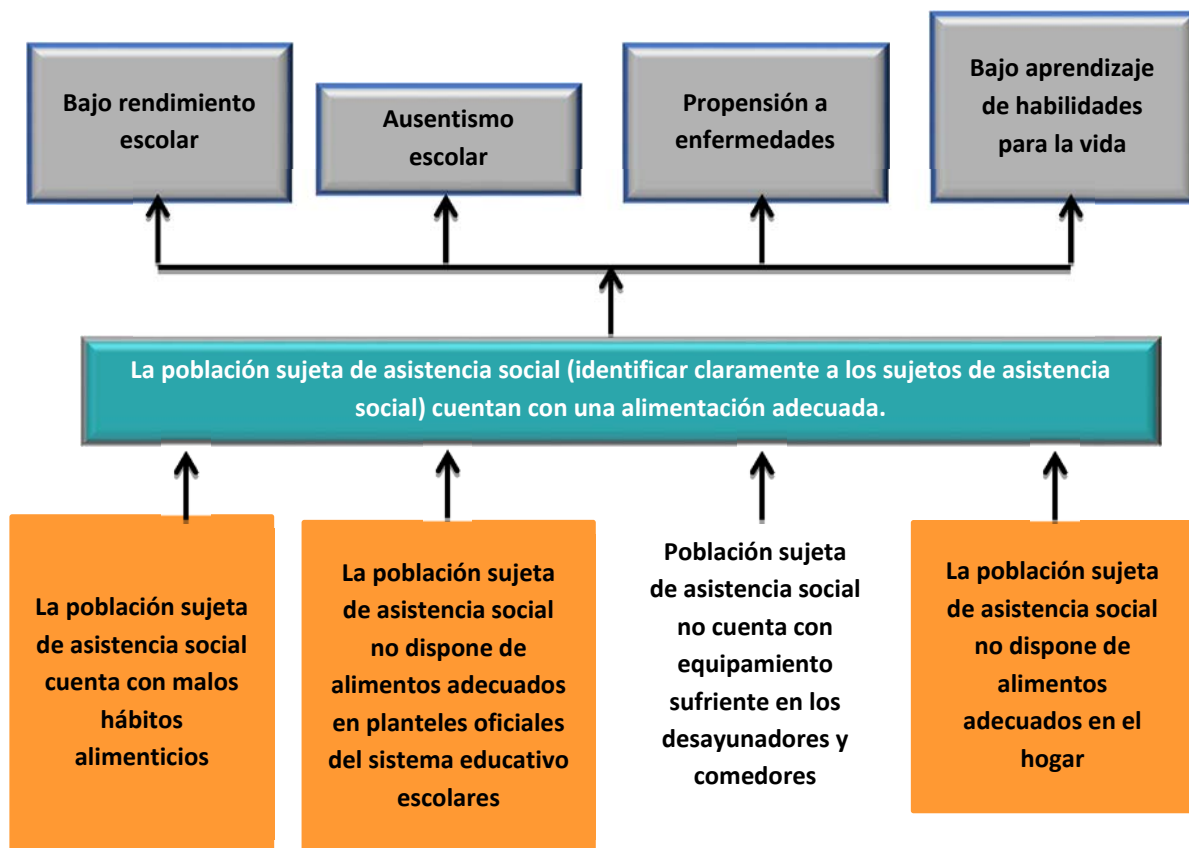 Bajo rendimiento
escolar
Ausentismo
escolar
Propensión a
enfermedades
Bajo aprendizaje
de habilidades
para la vida
La población sujeta de asistencia social (identificar claramente a los sujetos de asistencia
social) cuentan con una alimentación adecuada.
La población sujeta
de asistencia social
cuenta con malos
hábitos
alimenticios
La población sujeta
de asistencia social
no dispone de
alimentos adecuados
en planteles oficiales
del sistema educativo
escolares
Población sujeta
de asistencia social
no cuenta con
equipamiento
sufriente en los
desayunadores y
comedores
La población sujeta
de asistencia social
no dispone de
alimentos
adecuados en el
hogar